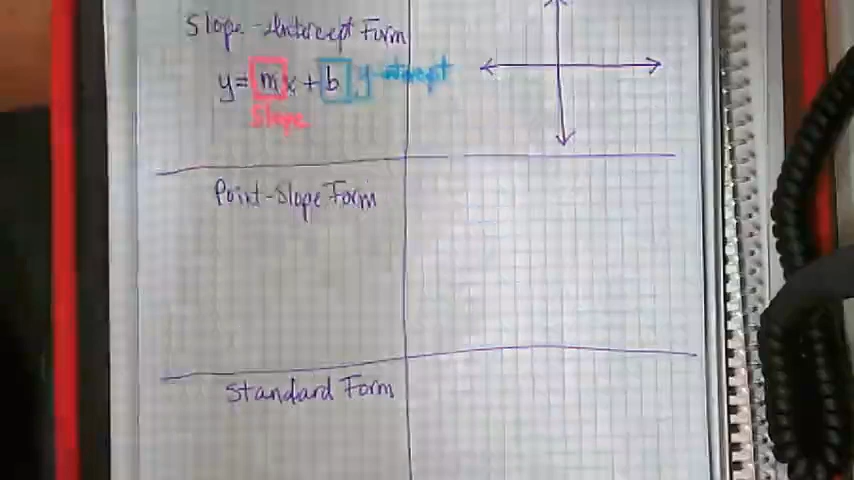 Slope-Intercept Form
y=mx+b y-intercept
Slope
Point-Slope Form
Standard Form